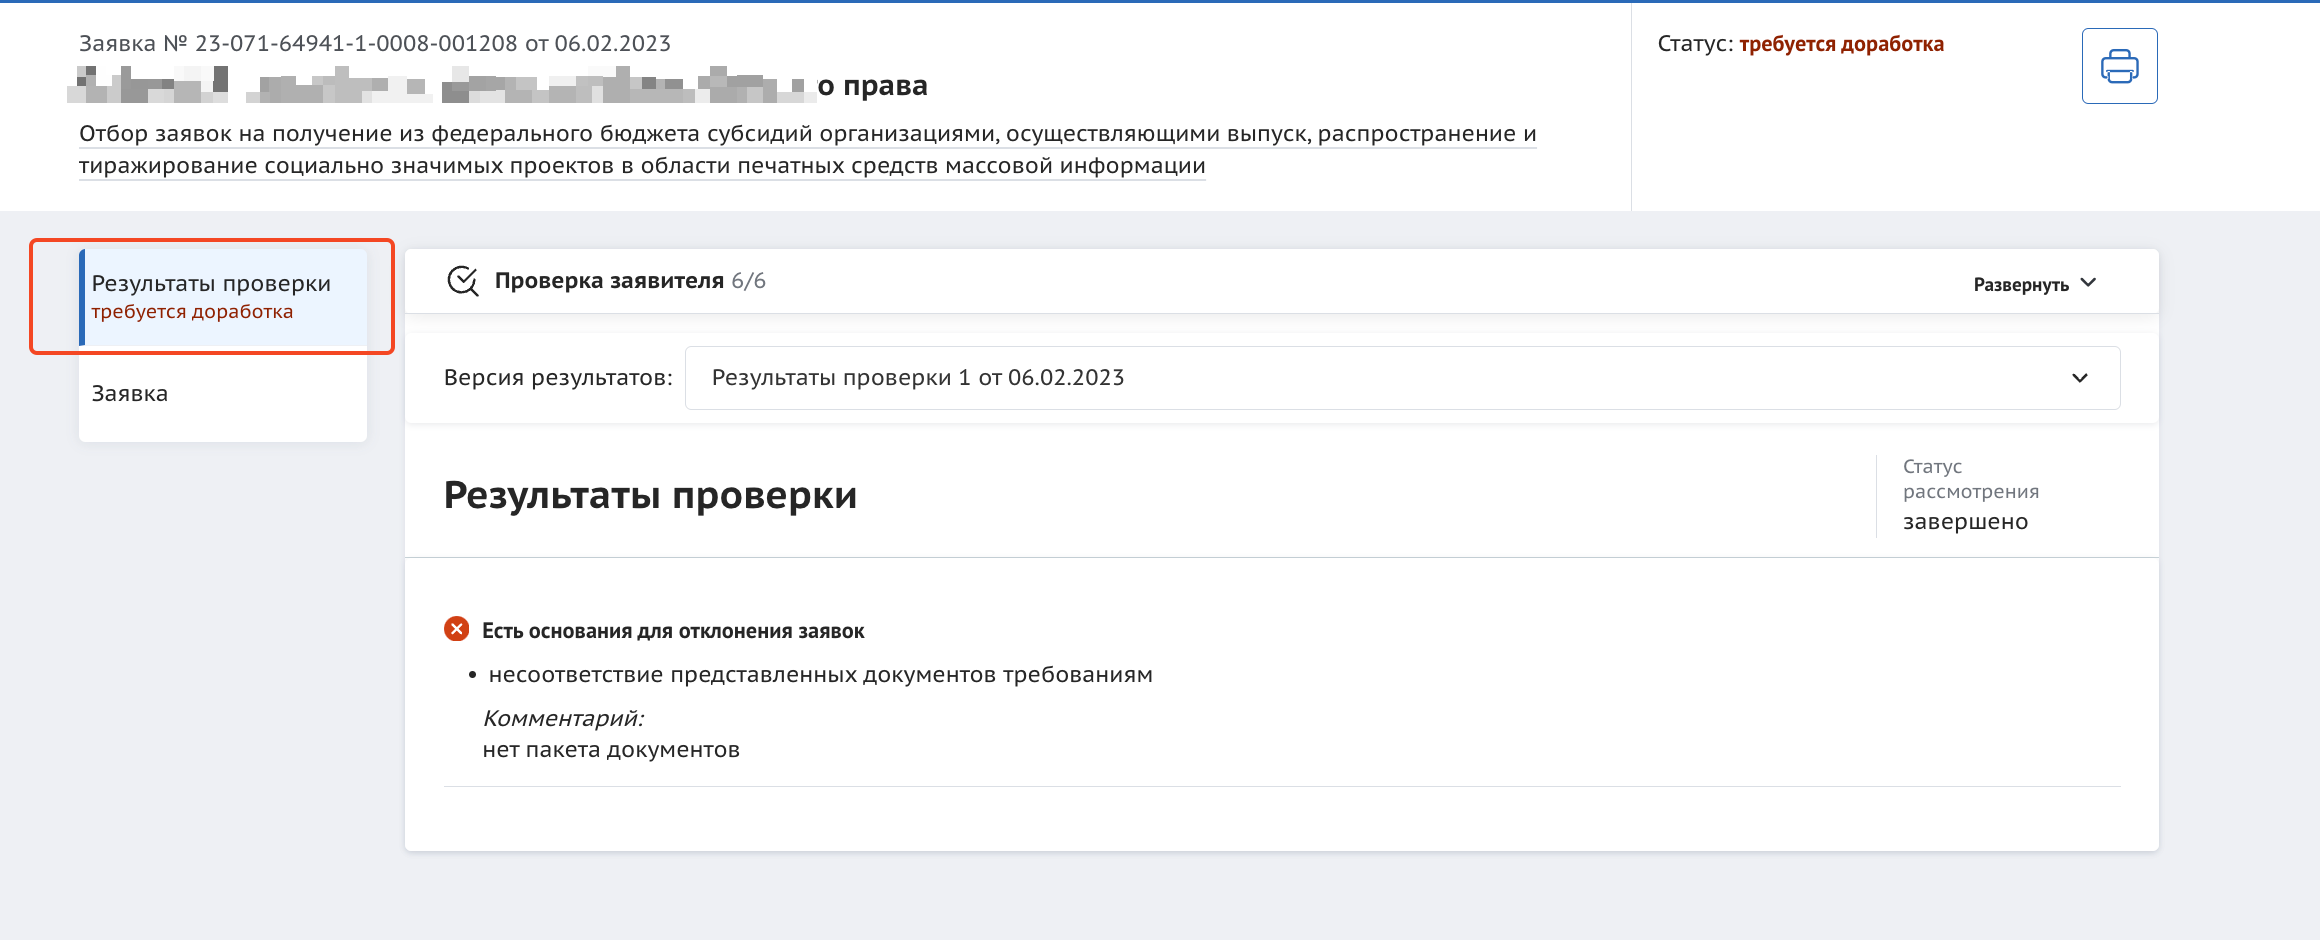 Заявка № 23-071-64941-1-0008-001208 от 06.02.2023
Статус: требуется доработка
о права
Отбор заявок на получение из федерального бюджета субсидий организациями, осуществляющими выпуск, распространение и
тиражирование социально значимых проектов в области печатных средств массовой информации
Результаты проверки
требуется доработка
Заявка
Проверка заявителя 6/6
Развернуть
Версия результатов:
Результаты проверки 1 от 06.02.2023
Результаты проверки
Статус
рассмотрения
завершено
Есть основания для отклонения заявок
• несоответствие представленных документов требованиям
Комментарий:
нет пакета документов